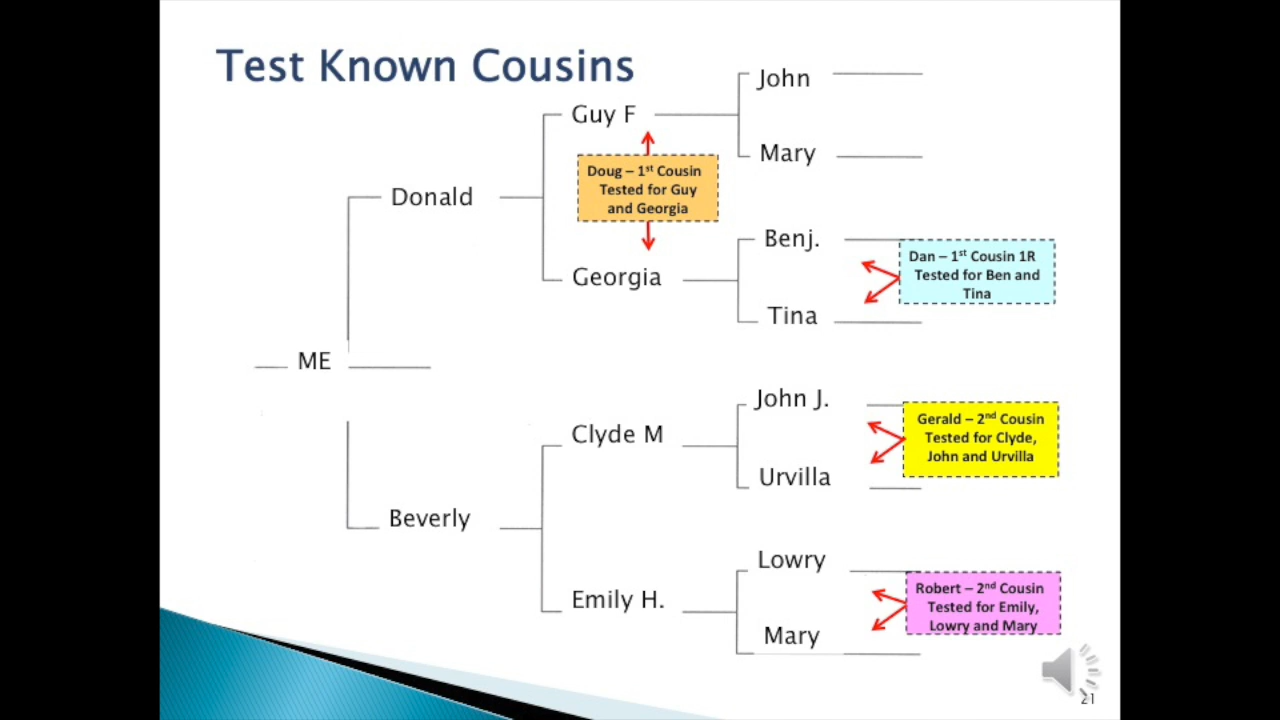 Test Known Cousins
John
Guy F
Mary
Doug – 1st Cousin
Tested for Guy
and Georgia
Donald
Benj.
Dan – 1st Cousin 1R
Tested for Ben and
Tina
Georgia
Tina
ME
John J.
Gerald – 2nd Cousin
Tested for Clyde,
John and Urvilla
Clyde M
Urvilla
Beverly
Lowry
Robert – 2nd Cousin
Tested for Emily,
Lowry and Mary
Emily H.
Mary
21